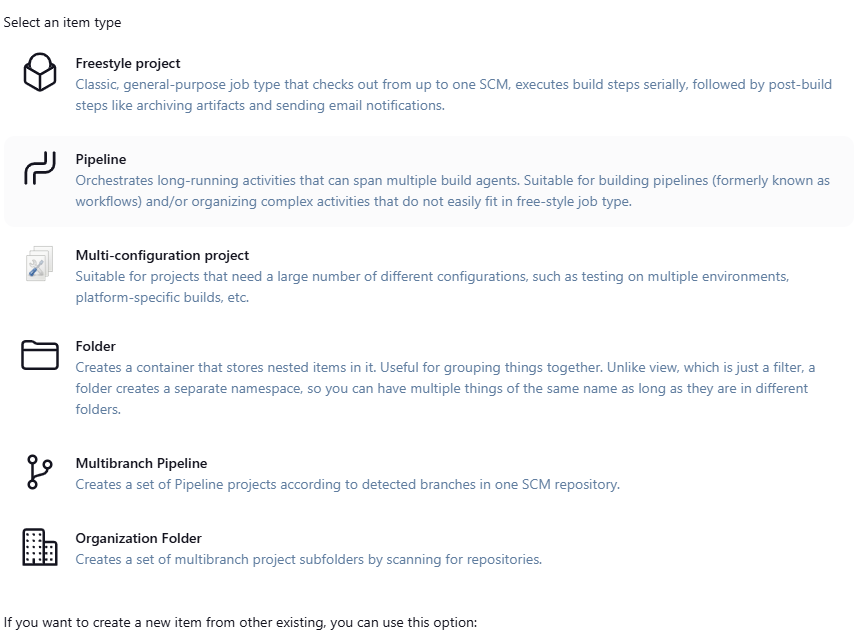 Select an item type
Freestyle project
Classic, general-purpose job type that checks out from up to one SCM, executes build steps serially, followed by post-build
steps like archiving artifacts and sending email notifications.
Pipeline
Orchestrates long-running activities that can span multiple build agents. Suitable for building pipelines (formerly known as
workflows) and/or organizing complex activities that do not easily fit in free-style job type.
Multi-configuration project
Suitable for projects that need a large number of different configurations, such as testing on multiple environments,
platform-specific builds, etc.
Folder
Creates a container that stores nested items in it. Useful for grouping things together. Unlike view, which is just a filter, a
folder creates a separate namespace, so you can have multiple things of the same name as long as they are in different
folders.
Multibranch Pipeline
Creates a set of Pipeline projects according to detected branches in one SCM repository.
Organization Folder
Creates a set of multibranch project subfolders by scanning for repositories.
If you want to create a new item from other existing, you can use this option: